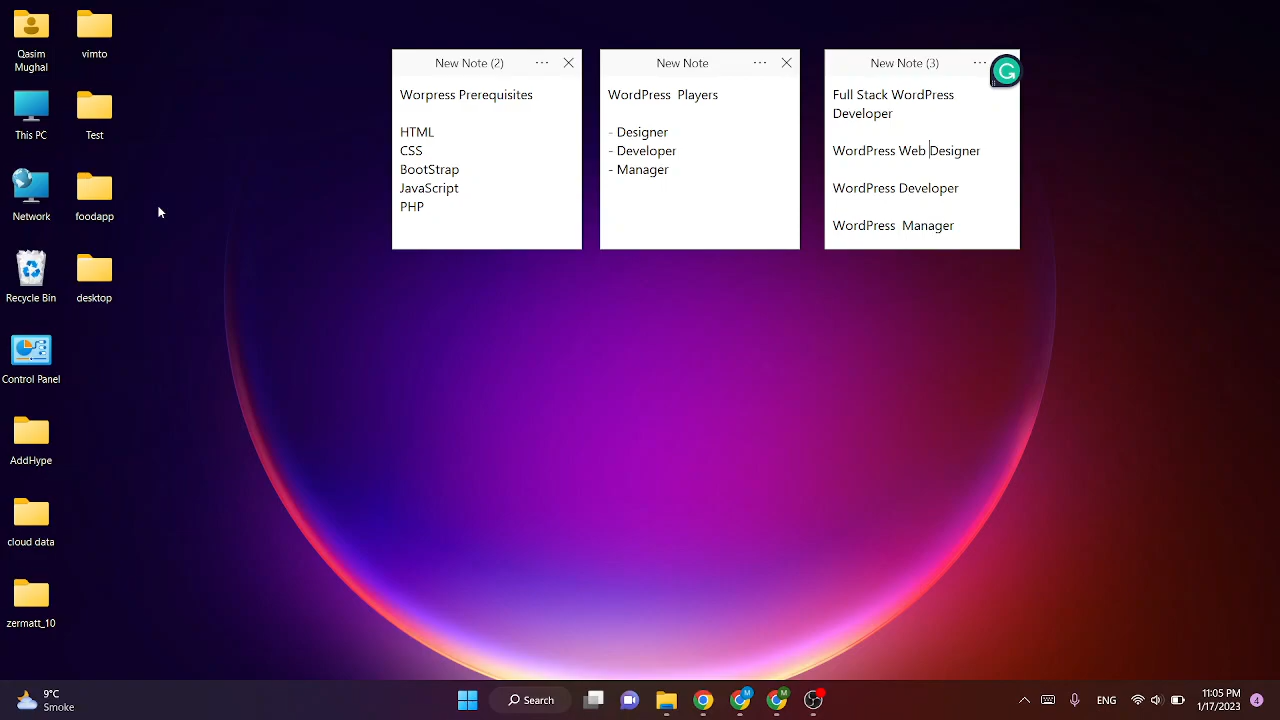 Qasim
Mughal
vimto
This PC
Test
Network
foodapp
Recycle Bin
desktop
Control Panel
AddHype
cloud data
zermatt_10
New Note (2)
Worpress Prerequisites
HTML
CSS
BootStrap
JavaScript
PHP
New Note
WordPress  Players
- Designer
- Developer
- Manager
New Note (3)
Full Stack WordPress
Developer
WordPress Web Designer
WordPress Developer
WordPress  Manager
9°C
Smoke
Search
M
M
ENG
11:05 PM
1/17/2023
4